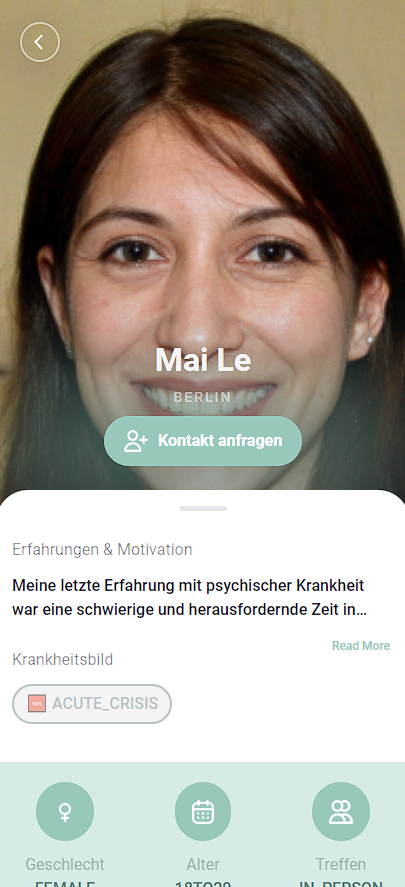 Mai Le
BERLIN
Kontakt anfragen
Erfahrungen & Motivation
Meine letzte Erfahrung mit psychischer Krankheit
war eine schwierige und herausfordernde Zeit in...
Read More
Krankheitsbild
SOS ACUTE_CRISIS
Geschlecht Alter Treffen
FEMALE 18TO29 IN_PERSON